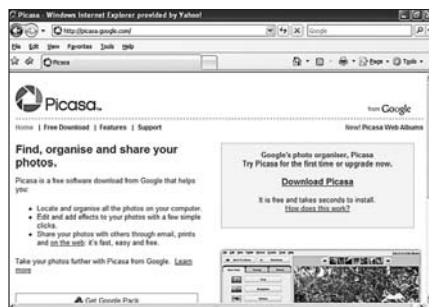 Picasa - Windows Internet Explorer provided by Yahoo!
http://picasa.google.com/
Google
File Edit View Favorites Tools Help
Picasa
Page Tools
Picasa™
from Google
Home | Free Download | Features | Support
New! Picasa Web Albums
Find, organise and share your
photos.
Picasa is a free software download from Google that helps
you:
Locate and organise all the photos on your computer.
Edit and add effects to your photos with a few simple
clicks.
Share your photos with others through email, prints
and on the web: it's fast, easy and free.
Take your photos further with Picasa from Google. Learn
more
Get Google Pack
Google's photo organiser, Picasa
Try Picasa for the first time or upgrade now.
Download Picasa
It is free and takes seconds to install.
How does this work?